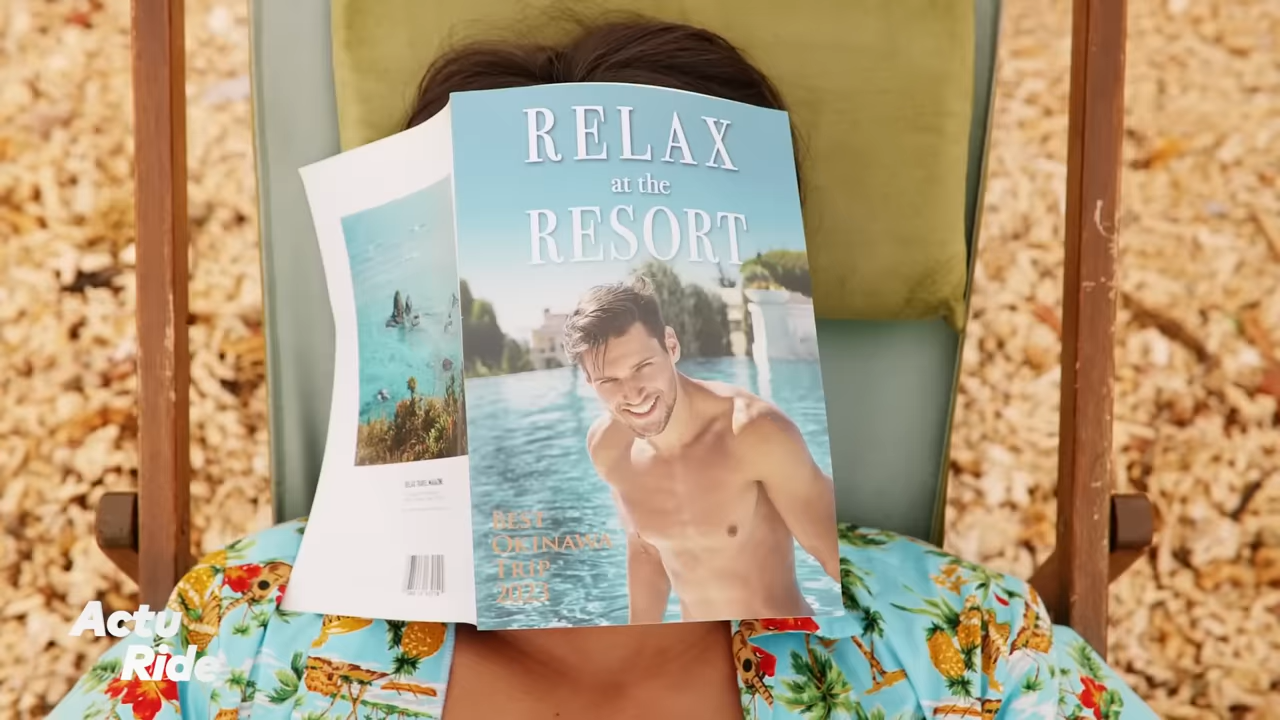 RELAX
at the
RESORT
BEST
OKINAWA
TRIP
2023
Actu
Ride